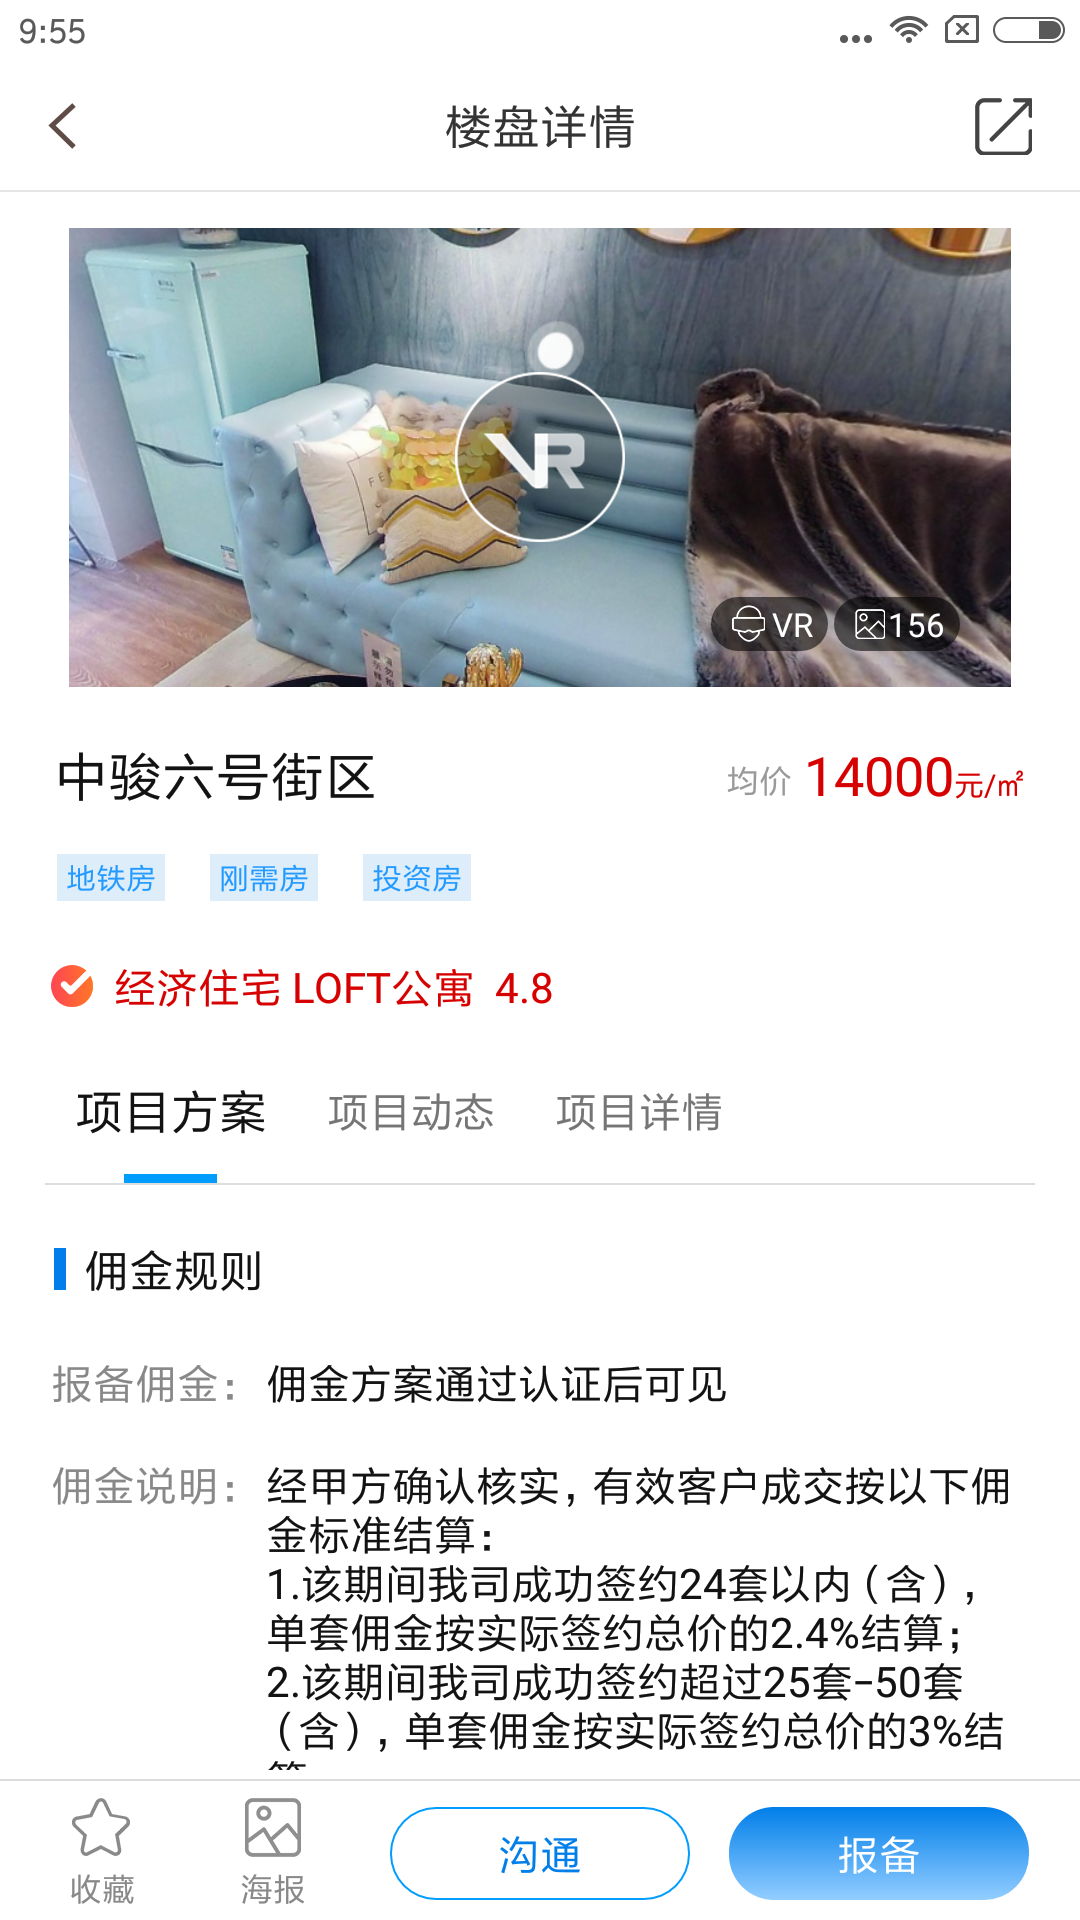 9:55
楼盘详情
VR
VR
156
中骏六号街区
均价 14000元/㎡
地铁房 刚需房 投资房
经济住宅 LOFT公寓 4.8
项目方案 项目动态 项目详情
佣金规则
报备佣金： 佣金方案通过认证后可见
佣金说明： 经甲方确认核实，有效客户成交按以下佣
金标准结算：
1.该期间我司成功签约24套以内（含），
单套佣金按实际签约总价的2.4%结算；
2.该期间我司成功签约超过25套-50套
（含），单套佣金按实际签约总价的3%结
收藏
海报
沟通
报备